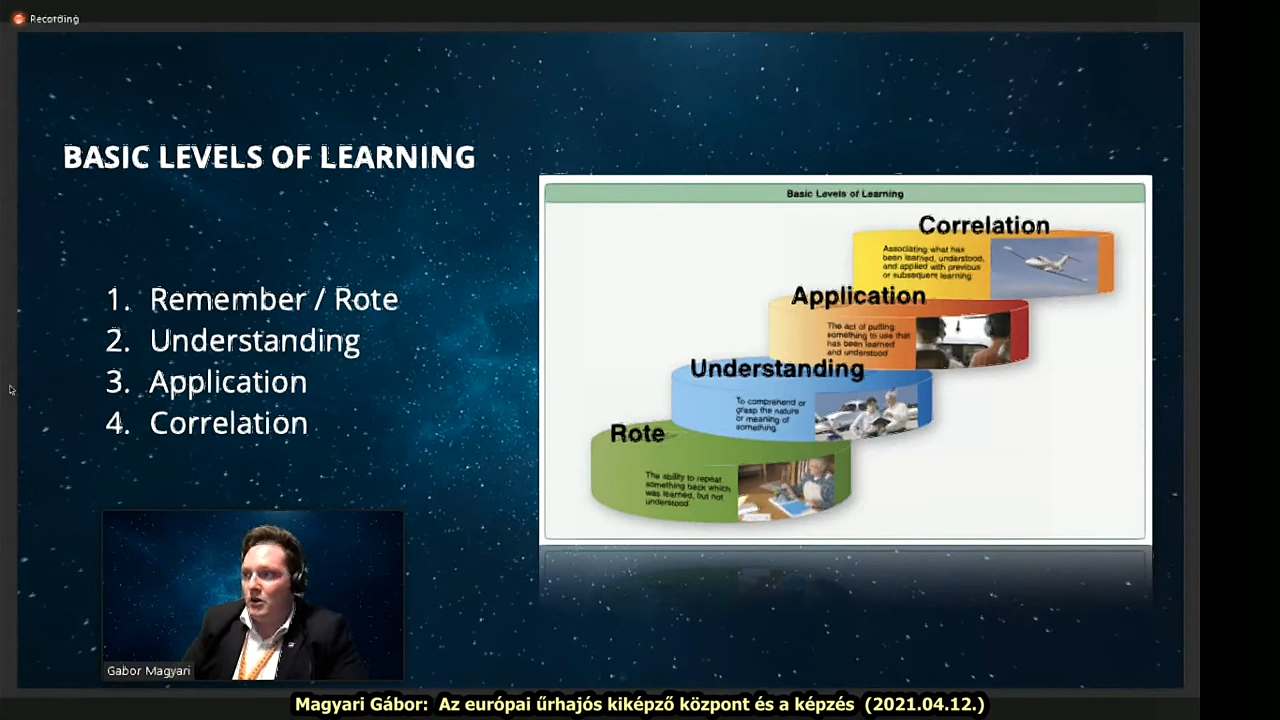 Recording
BASIC LEVELS OF LEARNING
1. Remember / Rote
2. Understanding
3. Application
4. Correlation
Basic Levels of Learning
Correlation
Associating what has
been learned, understood,
and applied with previous
or subsequent learning.
Application
The act of putting
something to use that
has been learned
and understood
Understanding
To comprehend or
grasp the nature
or meaning of
something
Rote
The ability to repeat
something back which
was learned, but not
understood
Gabor Magyari
Magyari Gábor: Az európai űrhajós kiképző központ és a képzés (2021.04.12.)